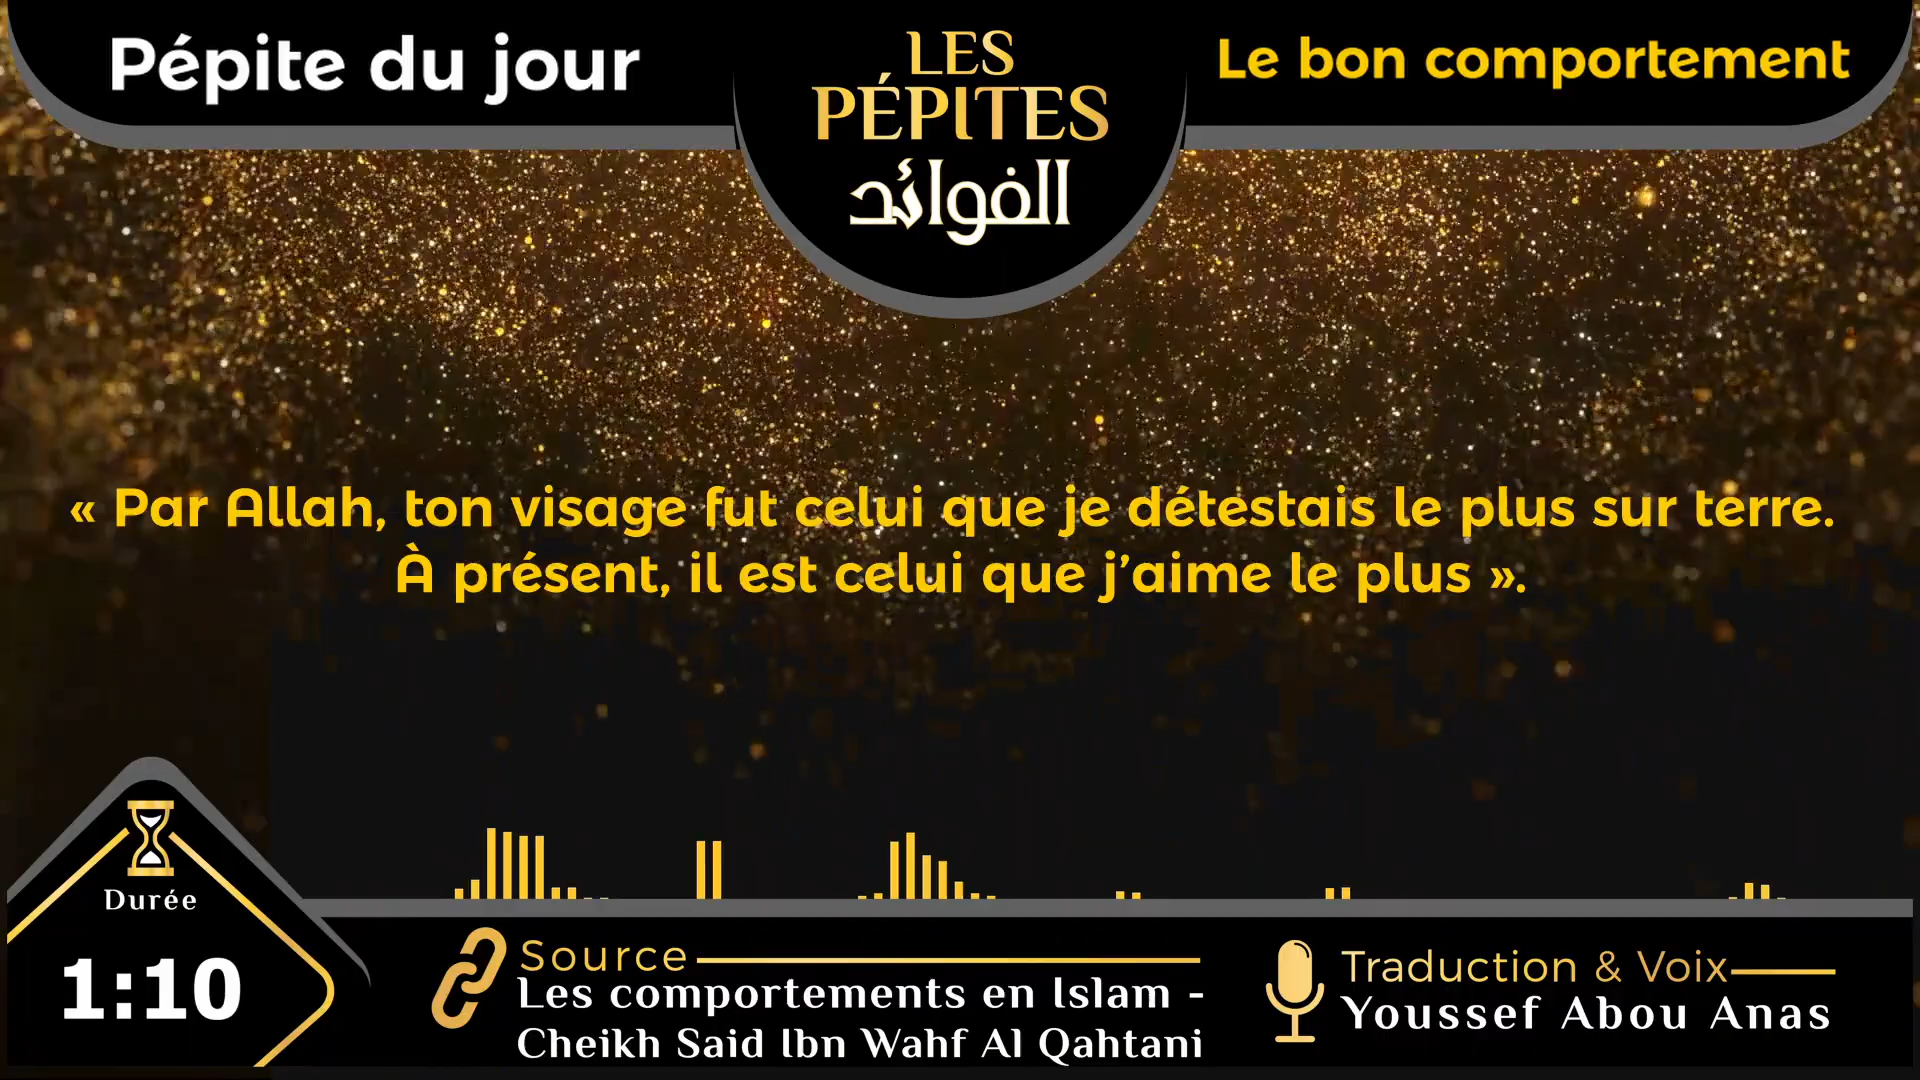 Pépite du jour
LES
PÉPITES
الفوائد
Le bon comportement
« Par Allah, ton visage fut celui que je détestais le plus sur terre.
À présent, il est celui que j’aime le plus ».
Durée
1:10
Source
Les comportements en Islam -
Cheikh Said Ibn Wahf Al Qahtani
Traduction & Voix
Youssef Abou Anas